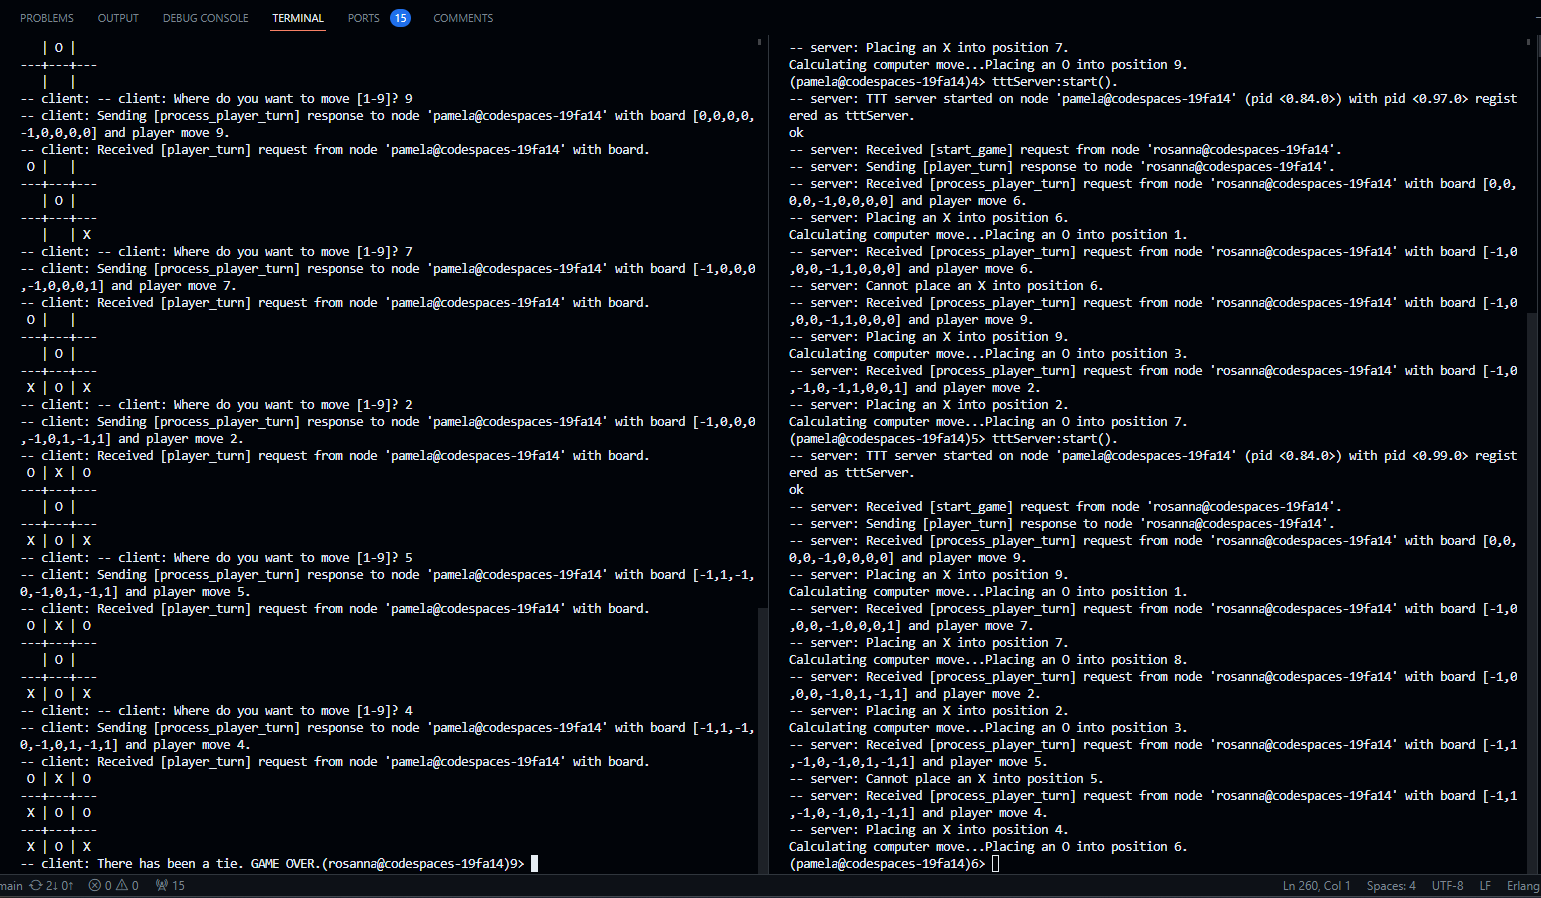 PROBLEMS OUTPUT DEBUG CONSOLE TERMINAL PORTS 15 COMMENTS
   | O |
---+---+---
   |   |
-- client: -- client: Where do you want to move [1-9]? 9
-- client: Sending [process_player_turn] response to node 'pamela@codespaces-19fa14' with board [0,0,0,0,
-1,0,0,0,0] and player move 9.
-- client: Received [player_turn] request from node 'pamela@codespaces-19fa14' with board.
 O |   |
---+---+---
   | O |
---+---+---
   |   | X
-- client: -- client: Where do you want to move [1-9]? 7
-- client: Sending [process_player_turn] response to node 'pamela@codespaces-19fa14' with board [-1,0,0,0
,-1,0,0,0,1] and player move 7.
-- client: Received [player_turn] request from node 'pamela@codespaces-19fa14' with board.
 O |   |
---+---+---
   | O |
---+---+---
 X | O | X
-- client: -- client: Where do you want to move [1-9]? 2
-- client: Sending [process_player_turn] response to node 'pamela@codespaces-19fa14' with board [-1,0,0,0
,-1,0,1,-1,1] and player move 2.
-- client: Received [player_turn] request from node 'pamela@codespaces-19fa14' with board.
 O | X | O
---+---+---
   | O |
---+---+---
 X | O | X
-- client: -- client: Where do you want to move [1-9]? 5
-- client: Sending [process_player_turn] response to node 'pamela@codespaces-19fa14' with board [-1,1,-1,
0,-1,0,1,-1,1] and player move 5.
-- client: Received [player_turn] request from node 'pamela@codespaces-19fa14' with board.
 O | X | O
---+---+---
   | O |
---+---+---
 X | O | X
-- client: -- client: Where do you want to move [1-9]? 4
-- client: Sending [process_player_turn] response to node 'pamela@codespaces-19fa14' with board [-1,1,-1,
0,-1,0,1,-1,1] and player move 4.
-- client: Received [player_turn] request from node 'pamela@codespaces-19fa14' with board.
 O | X | O
---+---+---
 X | O | O
---+---+---
 X | O | X
-- client: There has been a tie. GAME OVER.(rosanna@codespaces-19fa14)9>
-- server: Placing an X into position 7.
Calculating computer move...Placing an O into position 9.
(pamela@codespaces-19fa14)4> tttServer:start().
-- server: TTT server started on node 'pamela@codespaces-19fa14' (pid <0.84.0>) with pid <0.97.0> regist
ered as tttServer.
ok
-- server: Received [start_game] request from node 'rosanna@codespaces-19fa14'.
-- server: Sending [player_turn] response to node 'rosanna@codespaces-19fa14'.
-- server: Received [process_player_turn] request from node 'rosanna@codespaces-19fa14' with board [0,0,
0,0,-1,0,0,0,0] and player move 6.
-- server: Placing an X into position 6.
Calculating computer move...Placing an O into position 1.
-- server: Received [process_player_turn] request from node 'rosanna@codespaces-19fa14' with board [-1,0
,0,0,-1,1,0,0,0] and player move 6.
-- server: Cannot place an X into position 6.
-- server: Received [process_player_turn] request from node 'rosanna@codespaces-19fa14' with board [-1,0
,0,0,-1,1,0,0,0] and player move 9.
-- server: Placing an X into position 9.
Calculating computer move...Placing an O into position 3.
-- server: Received [process_player_turn] request from node 'rosanna@codespaces-19fa14' with board [-1,0
,-1,0,-1,1,0,0,1] and player move 2.
-- server: Placing an X into position 2.
Calculating computer move...Placing an O into position 7.
(pamela@codespaces-19fa14)5> tttServer:start().
-- server: TTT server started on node 'pamela@codespaces-19fa14' (pid <0.84.0>) with pid <0.99.0> regist
ered as tttServer.
ok
-- server: Received [start_game] request from node 'rosanna@codespaces-19fa14'.
-- server: Sending [player_turn] response to node 'rosanna@codespaces-19fa14'.
-- server: Received [process_player_turn] request from node 'rosanna@codespaces-19fa14' with board [0,0,
0,0,-1,0,0,0,0] and player move 9.
-- server: Placing an X into position 9.
Calculating computer move...Placing an O into position 1.
-- server: Received [process_player_turn] request from node 'rosanna@codespaces-19fa14' with board [-1,0
,0,0,-1,0,0,0,1] and player move 7.
-- server: Placing an X into position 7.
Calculating computer move...Placing an O into position 8.
-- server: Received [process_player_turn] request from node 'rosanna@codespaces-19fa14' with board [-1,0
,0,0,-1,0,1,-1,1] and player move 2.
-- server: Placing an X into position 2.
Calculating computer move...Placing an O into position 3.
-- server: Received [process_player_turn] request from node 'rosanna@codespaces-19fa14' with board [-1,1
,-1,0,-1,0,1,-1,1] and player move 5.
-- server: Cannot place an X into position 5.
-- server: Received [process_player_turn] request from node 'rosanna@codespaces-19fa14' with board [-1,1
,-1,0,-1,0,1,-1,1] and player move 4.
-- server: Placing an X into position 4.
Calculating computer move...Placing an O into position 6.
(pamela@codespaces-19fa14)6>
main 2↓ 0↑ 0 0 15 Ln 260, Col 1 Spaces: 4 UTF-8 LF Erlang